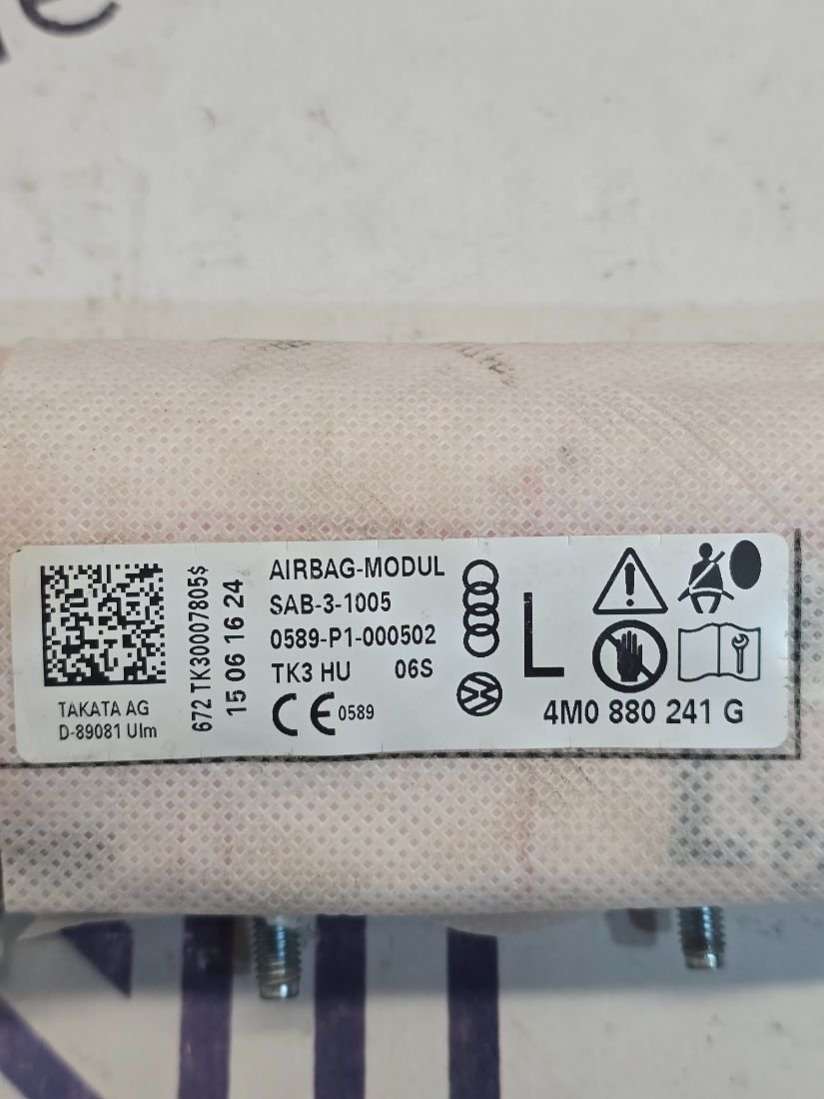 AIRBAG-MODUL
SAB-3-1005
0589-P1-000502
TK3 HU 06S
CE 0589
672 TK30007805$
15 06 16 24
TAKATA AG
D-89081 Ulm
L
4M0 880 241 G